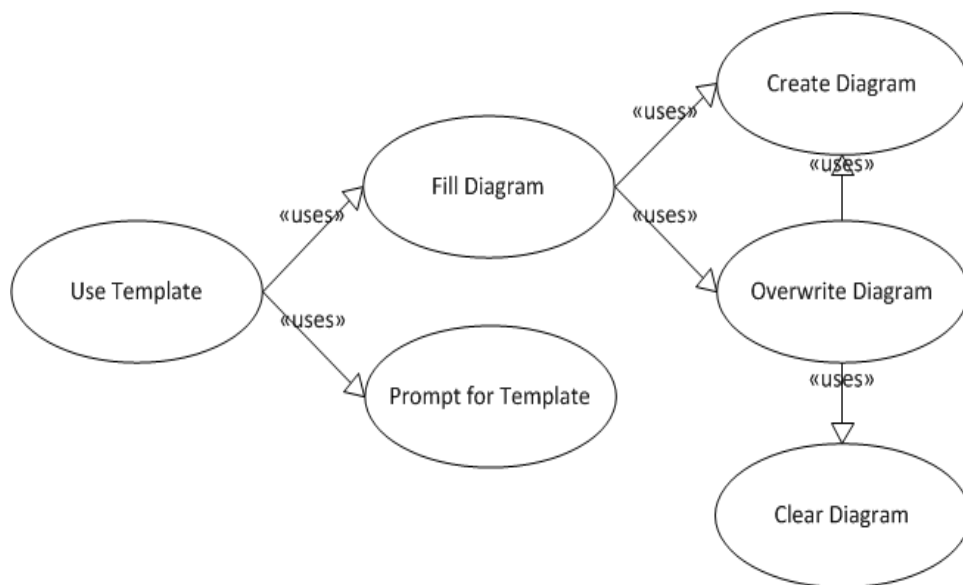 Create Diagram
«uses»
«uses»
Fill Diagram
«uses»
«uses»
Use Template
Overwrite Diagram
«uses»
«uses»
Prompt for Template
Clear Diagram